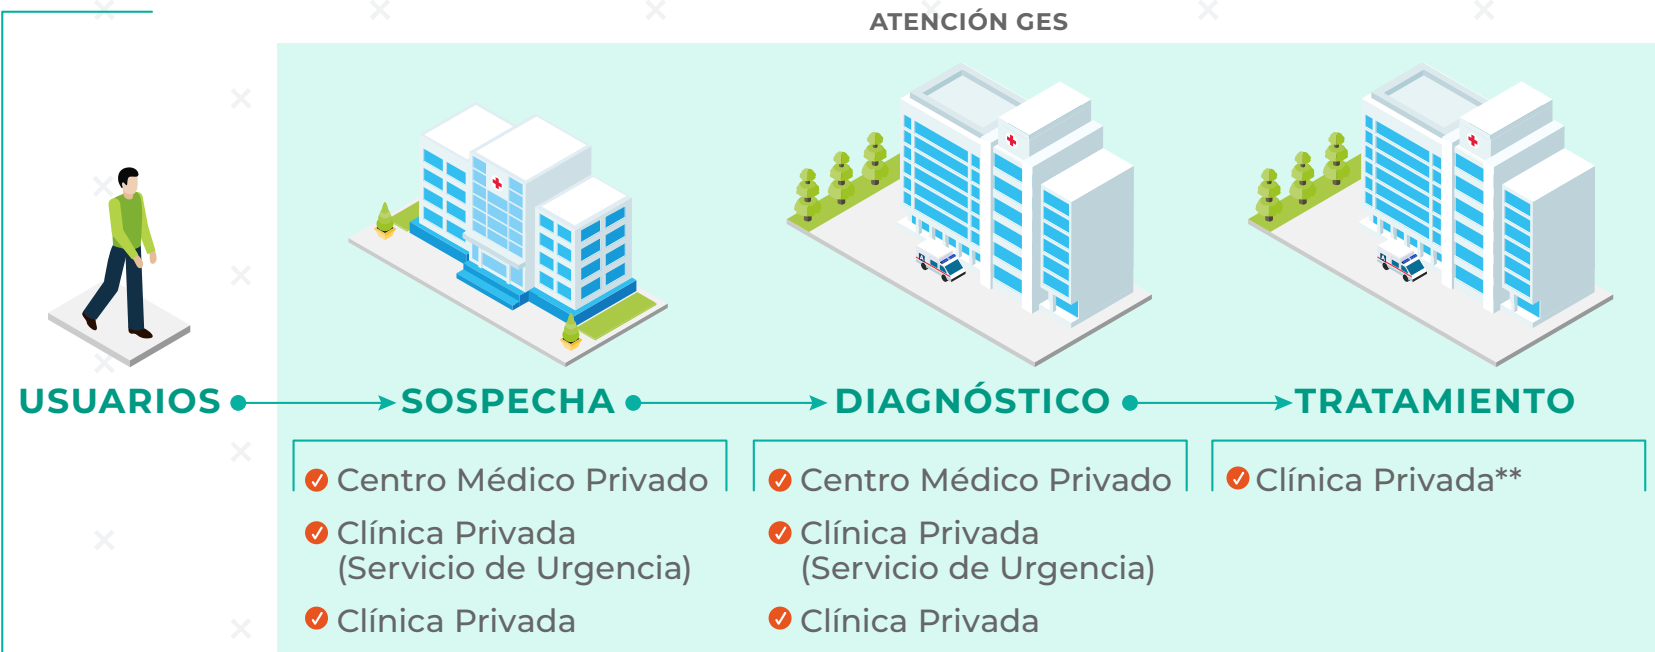 ATENCIÓN GES
USUARIOS
SOSPECHA
DIAGNÓSTICO
TRATAMIENTO
Centro Médico Privado
Clínica Privada
(Servicio de Urgencia)
Clínica Privada
Centro Médico Privado
Clínica Privada
(Servicio de Urgencia)
Clínica Privada
Clínica Privada**